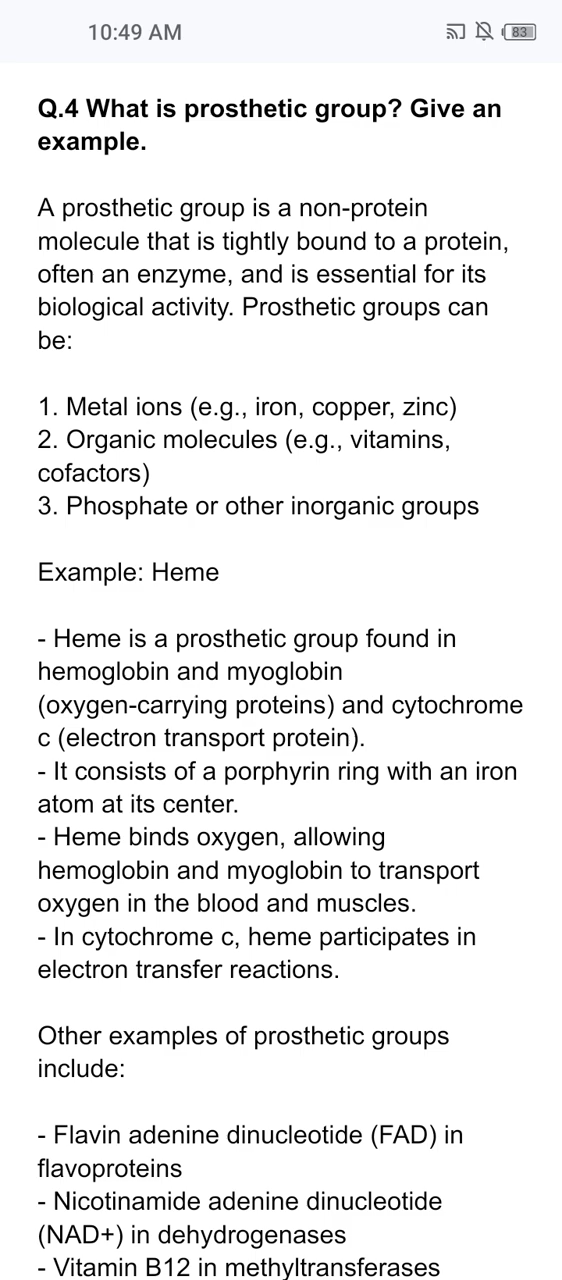 10:49 AM
83
Q.4 What is prosthetic group? Give an
example.
A prosthetic group is a non-protein
molecule that is tightly bound to a protein,
often an enzyme, and is essential for its
biological activity. Prosthetic groups can
be:
1. Metal ions (e.g., iron, copper, zinc)
2. Organic molecules (e.g., vitamins,
cofactors)
3. Phosphate or other inorganic groups
Example: Heme
- Heme is a prosthetic group found in
hemoglobin and myoglobin
(oxygen-carrying proteins) and cytochrome
c (electron transport protein).
- It consists of a porphyrin ring with an iron
atom at its center.
- Heme binds oxygen, allowing
hemoglobin and myoglobin to transport
oxygen in the blood and muscles.
- In cytochrome c, heme participates in
electron transfer reactions.
Other examples of prosthetic groups
include:
- Flavin adenine dinucleotide (FAD) in
flavoproteins
- Nicotinamide adenine dinucleotide
(NAD+) in dehydrogenases
- Vitamin B12 in methyltransferases